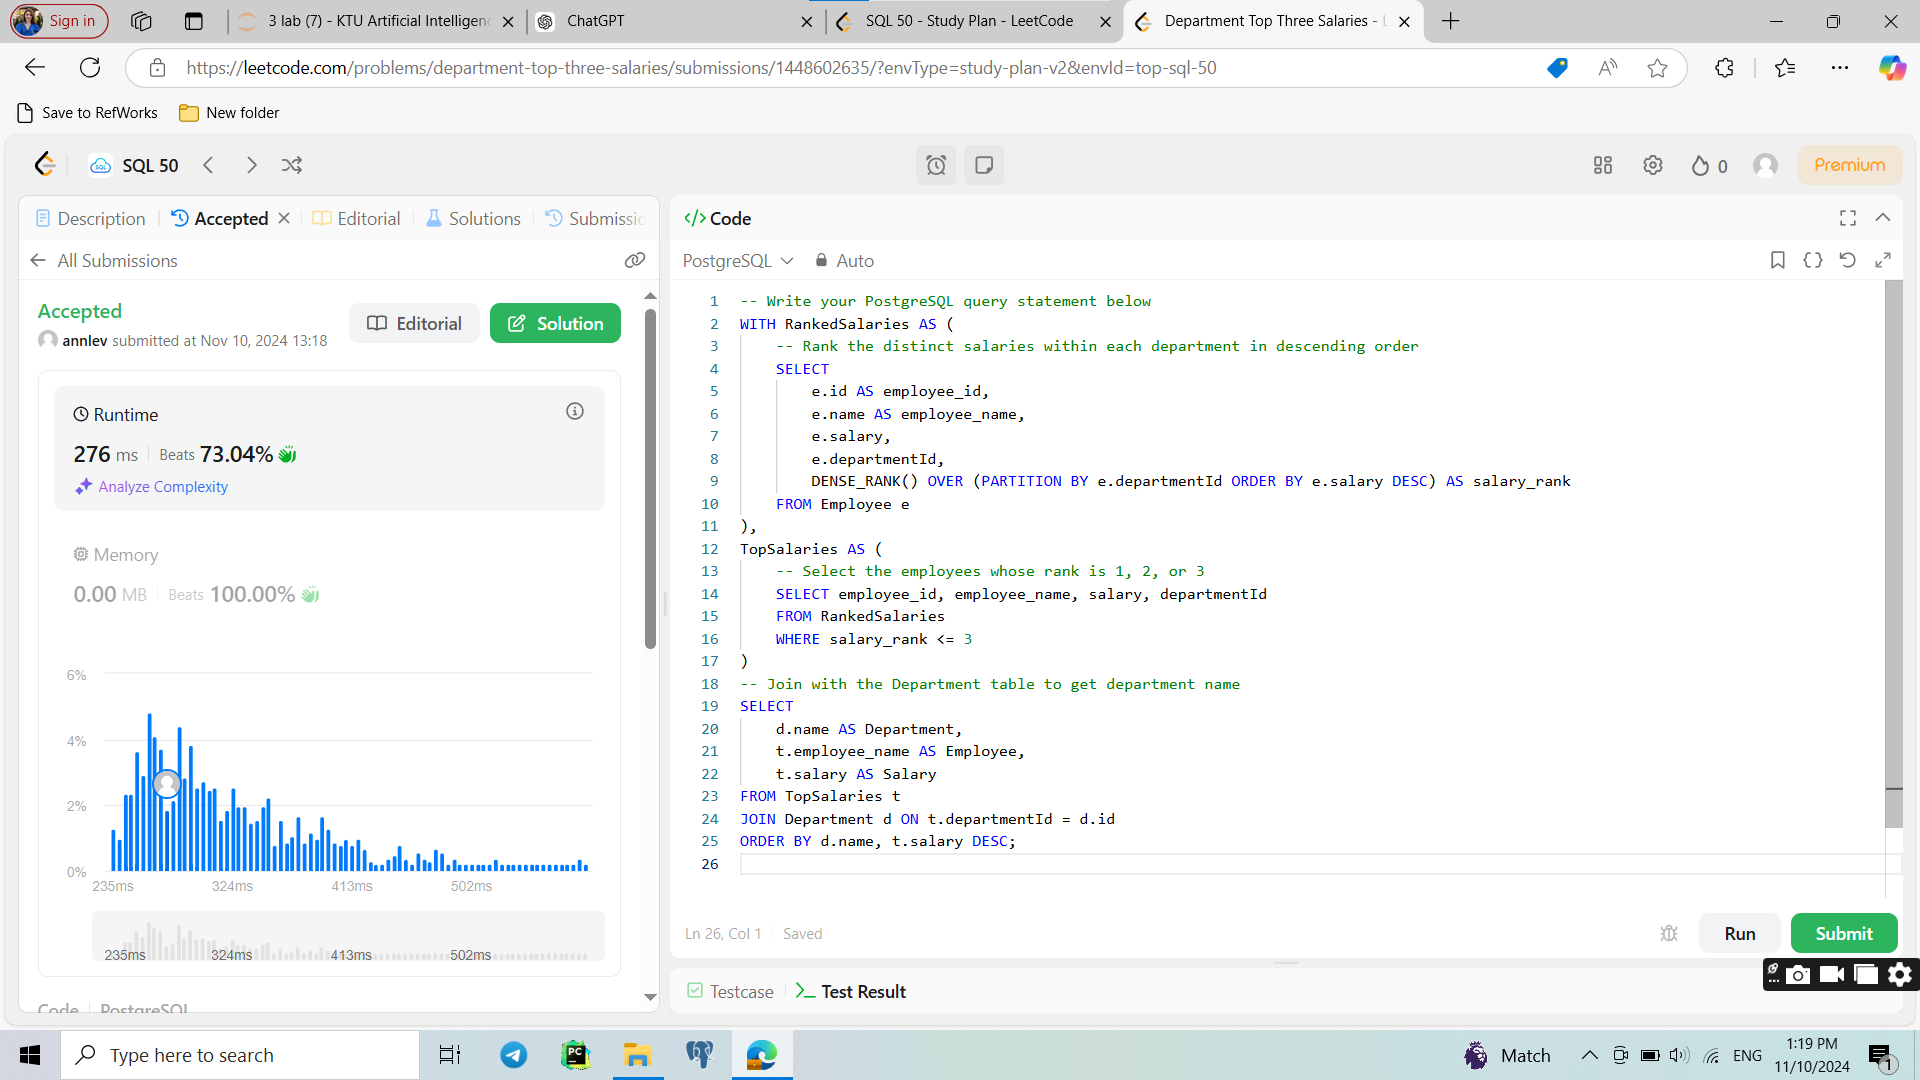 Sign in
3 lab (7) - KTU Artificial Intelligenc
ChatGPT
SQL 50 - Study Plan - LeetCode
Department Top Three Salaries - L
https://leetcode.com/problems/department-top-three-salaries/submissions/1448602635/?envType=study-plan-v2&envId=top-sql-50
Save to RefWorks
New folder
SQL 50
0
Premium
Description
Accepted
Editorial
Solutions
Submissio
Code
All Submissions
PostgreSQL
Auto
Accepted
annlev submitted at Nov 10, 2024 13:18
Editorial
Solution
Runtime
276 ms
Beats 73.04%
Analyze Complexity
Memory
0.00 MB
Beats 100.00%
6%
4%
2%
0%
235ms 324ms 413ms 502ms
235ms 324ms 413ms 502ms
Code
PostgreSQL
1 -- Write your PostgreSQL query statement below
2 WITH RankedSalaries AS (
3 -- Rank the distinct salaries within each department in descending order
4 SELECT
5 e.id AS employee_id,
6 e.name AS employee_name,
7 e.salary,
8 e.departmentId,
9 DENSE_RANK() OVER (PARTITION BY e.departmentId ORDER BY e.salary DESC) AS salary_rank
10 FROM Employee e
11 ),
12 TopSalaries AS (
13 -- Select the employees whose rank is 1, 2, or 3
14 SELECT employee_id, employee_name, salary, departmentId
15 FROM RankedSalaries
16 WHERE salary_rank <= 3
17 )
18 -- Join with the Department table to get department name
19 SELECT
20 d.name AS Department,
21 t.employee_name AS Employee,
22 t.salary AS Salary
23 FROM TopSalaries t
24 JOIN Department d ON t.departmentId = d.id
25 ORDER BY d.name, t.salary DESC;
26
Ln 26, Col 1
Saved
Run
Submit
Testcase
Test Result
Type here to search
PC
Match
ENG
1:19 PM
11/10/2024
1